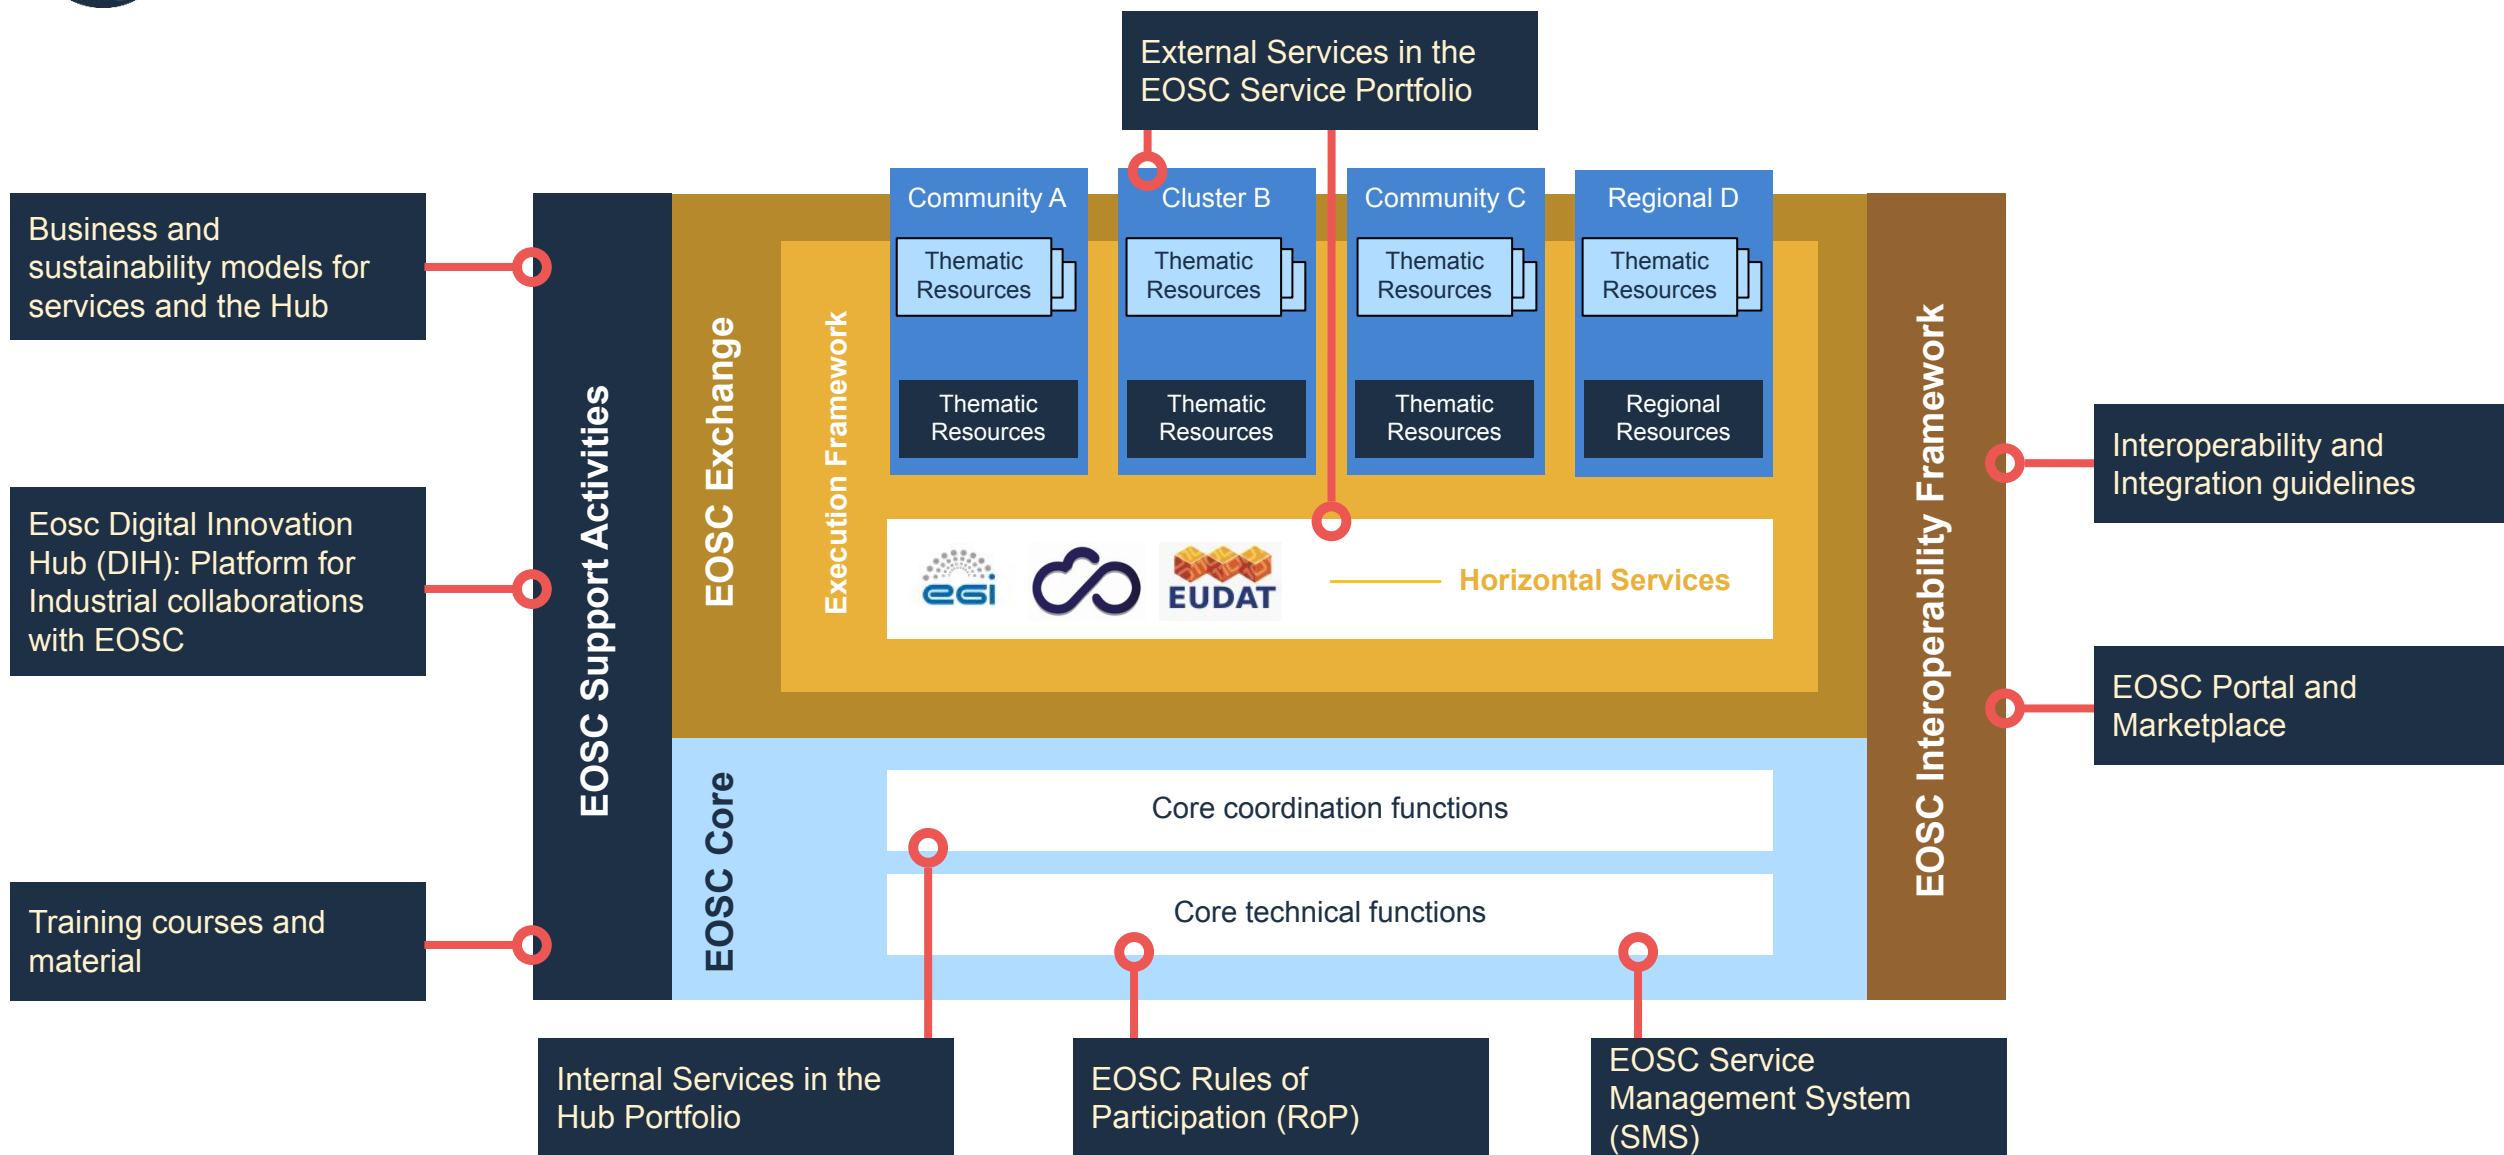 External Services in the
EOSC Service Portfolio
Business and
sustainability models for
services and the Hub
Eosc Digital Innovation
Hub (DIH): Platform for
Industrial collaborations
with EOSC
Training courses and
material
EOSC Support Activities
EOSC Exchange
Execution Framework
Community A
Thematic
Resources
Thematic
Resources
Cluster B
Thematic
Resources
Thematic
Resources
Community C
Thematic
Resources
Thematic
Resources
Regional D
Thematic
Resources
Regional
Resources
eGi
EUDAT
Horizontal Services
EOSC Core
Core coordination functions
Core technical functions
EOSC Interoperability Framework
Interoperability and
Integration guidelines
EOSC Portal and
Marketplace
Internal Services in the
Hub Portfolio
EOSC Rules of
Participation (RoP)
EOSC Service
Management System
(SMS)